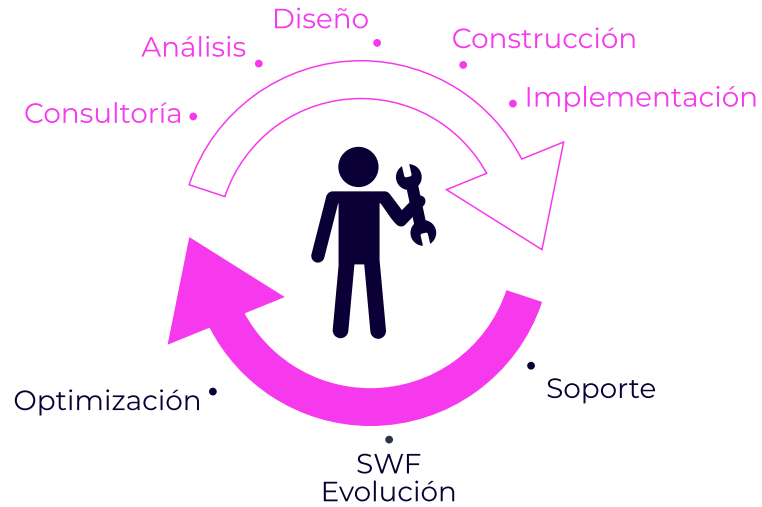 Consultoría
Análisis
Diseño
Construcción
Implementación
Soporte
SWF
Evolución
Optimización